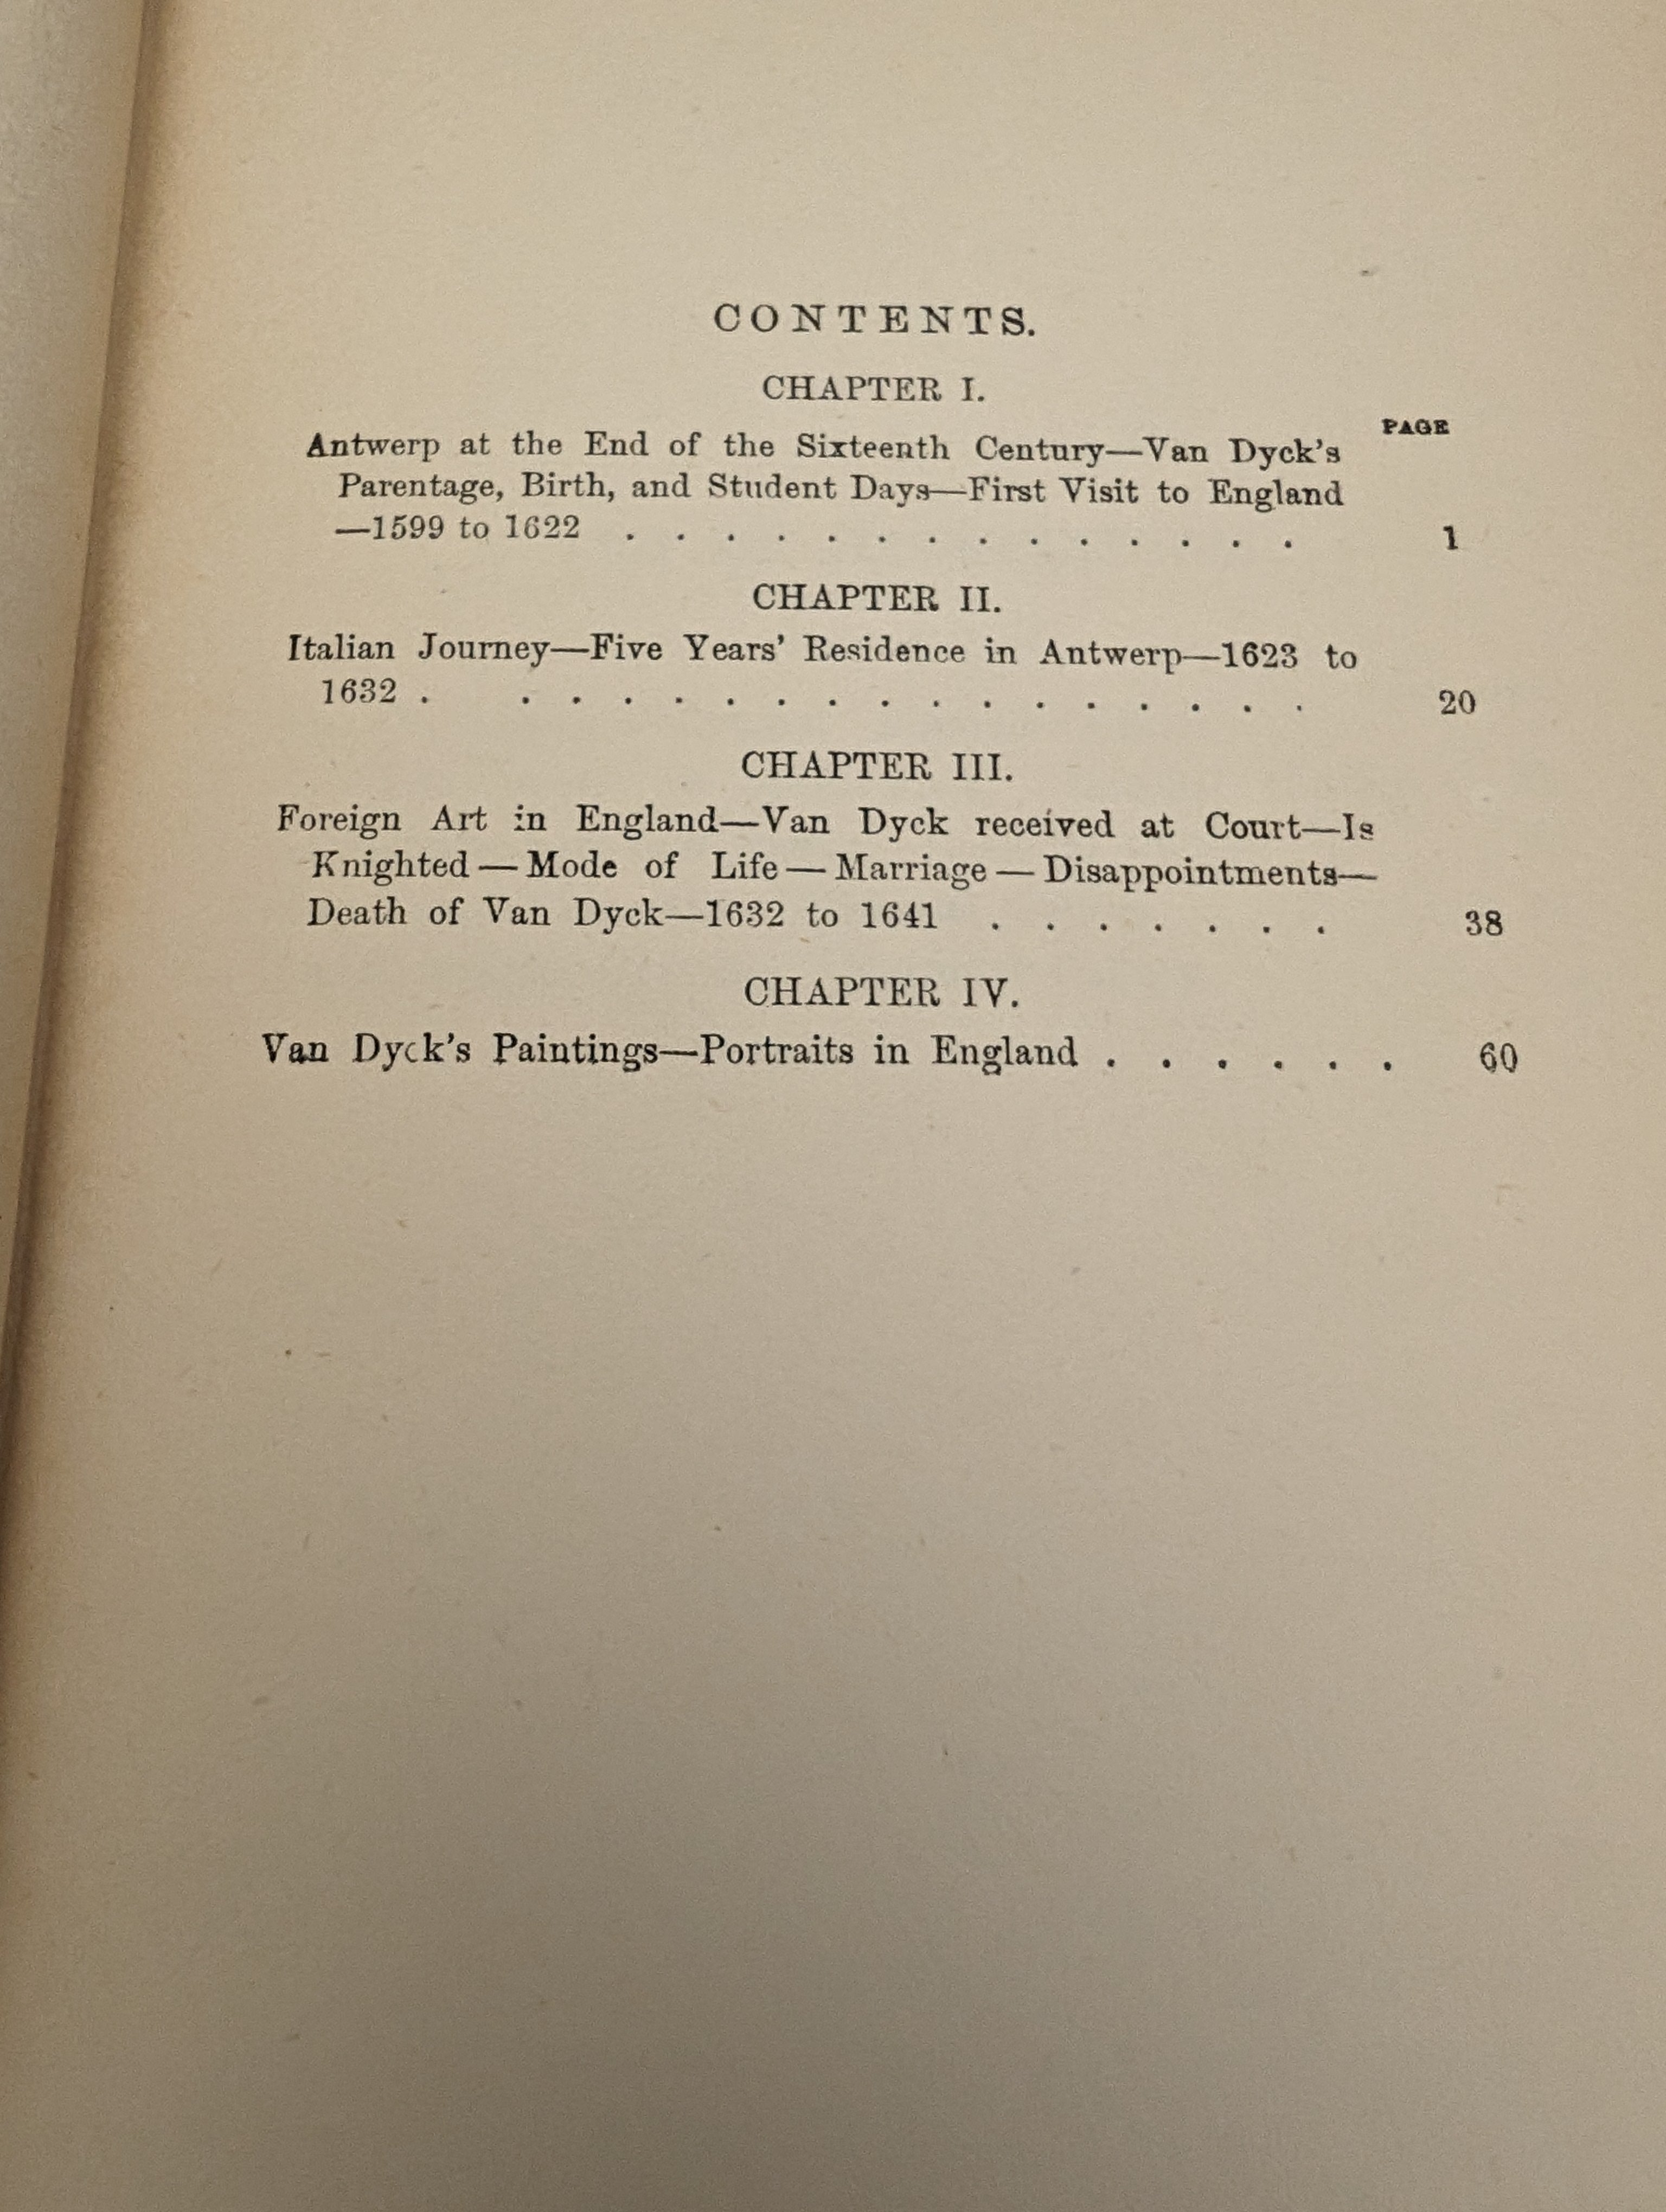 CONTENTS.
CHAPTER I.
PAGE
Antwerp at the End of the Sixteenth Century—Van Dyck's
Parentage, Birth, and Student Days—First Visit to England
—1599 to 1622 . . . . . . . . . . . . . . 1
CHAPTER II.
Italian Journey—Five Years' Residence in Antwerp—1623 to
1632 . . . . . . . . . . . . . . . . . 20
CHAPTER III.
Foreign Art in England—Van Dyck received at Court—Is
Knighted — Mode of Life — Marriage — Disappointments—
Death of Van Dyck—1632 to 1641 . . . . . . . 38
CHAPTER IV.
Van Dyck's Paintings—Portraits in England . . . . . . 60